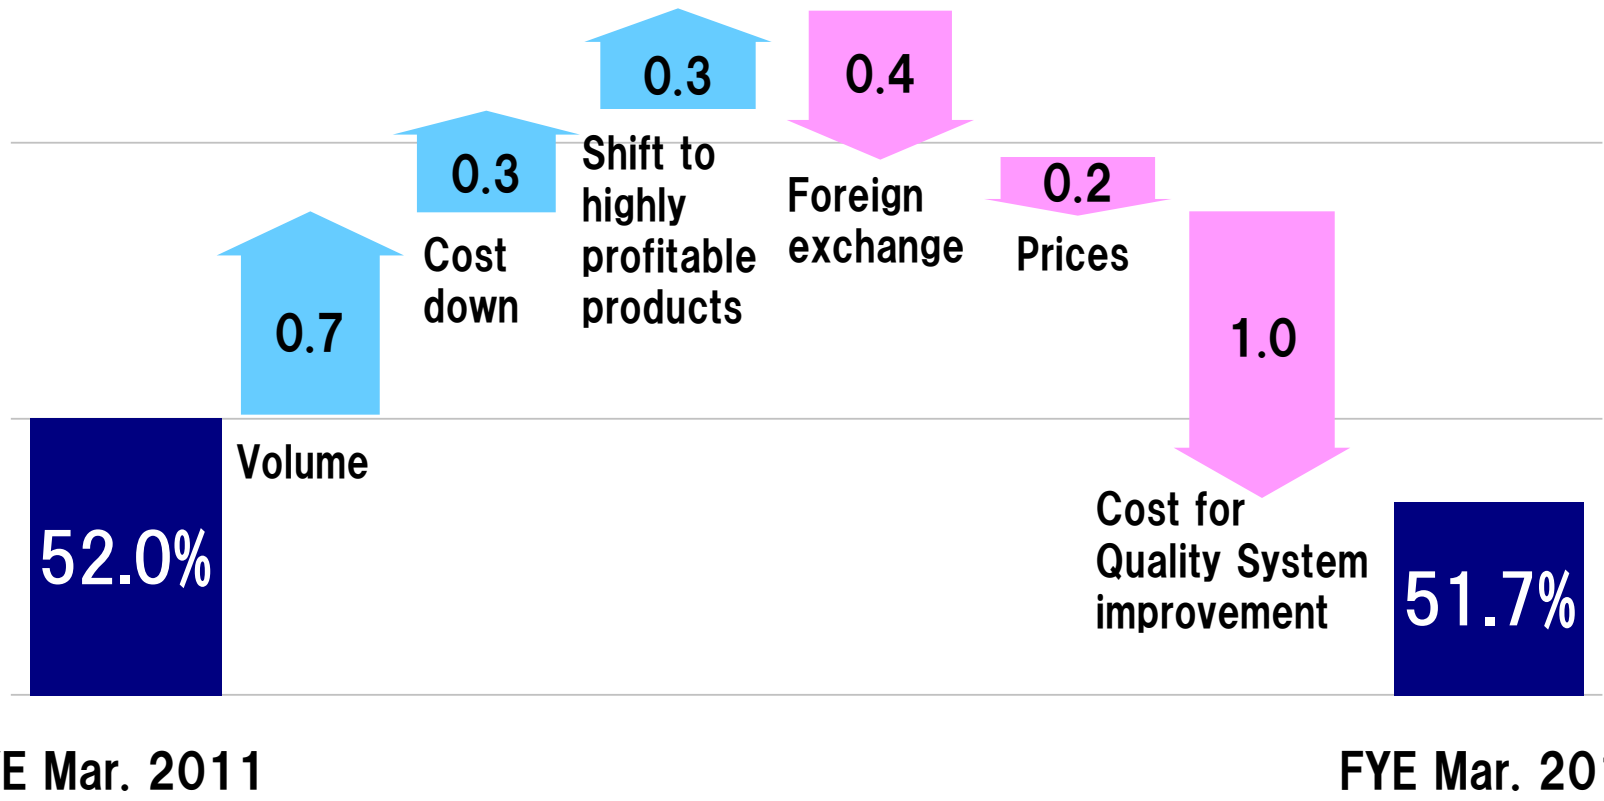 0.3
0.4
0.3
Shift to
highly
profitable
products
0.2
Foreign
exchange
Cost
down
Prices
0.7
1.0
Volume
52.0%
Cost for
Quality System
improvement
51.7%
E Mar. 2011
FYE Mar. 20